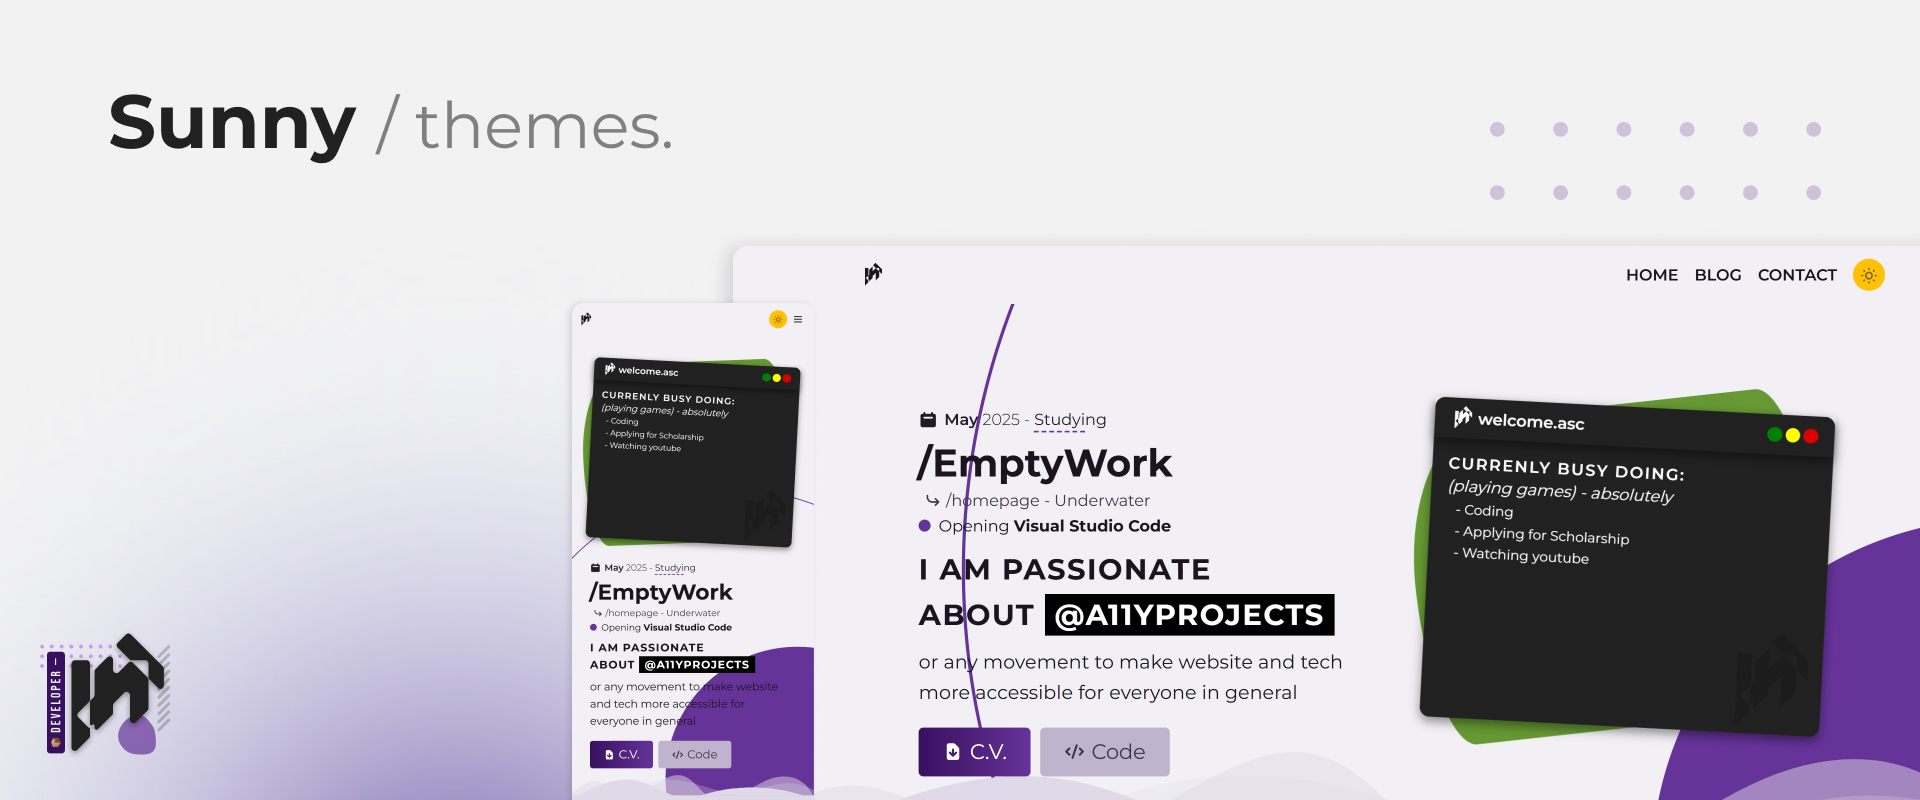 Sunny / themes.
HOME BLOG CONTACT
May 2025 - Studying
/EmptyWork
/homepage - Underwater
Opening Visual Studio Code
I AM PASSIONATE
ABOUT @A11YPROJECTS
or any movement to make website and tech
more accessible for everyone in general
C.V. </> Code
welcome.asc
CURRENLY BUSY DOING:
(playing games) - absolutely
- Coding
- Applying for Scholarship
- Watching youtube
welcome.asc
CURRENLY BUSY DOING:
(playing games) - absolutely
- Coding
- Applying for Scholarship
- Watching youtube
May 2025 - Studying
/EmptyWork
/homepage - Underwater
Opening Visual Studio Code
I AM PASSIONATE
ABOUT @A11YPROJECTS
or any movement to make website
and tech more accessible for
everyone in general
C.V. </> Code
DEVELOPER –